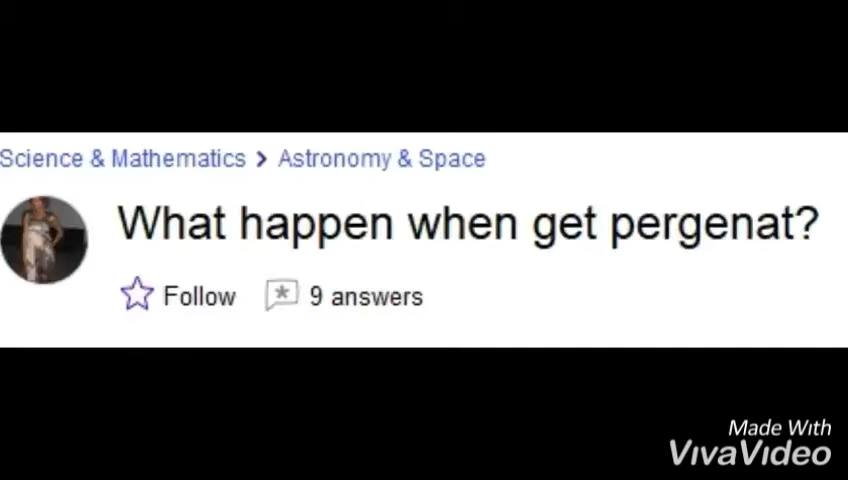 Science & Mathematics > Astronomy & Space
What happen when get pergenat?
Follow 9 answers
Made With
VivaVideo